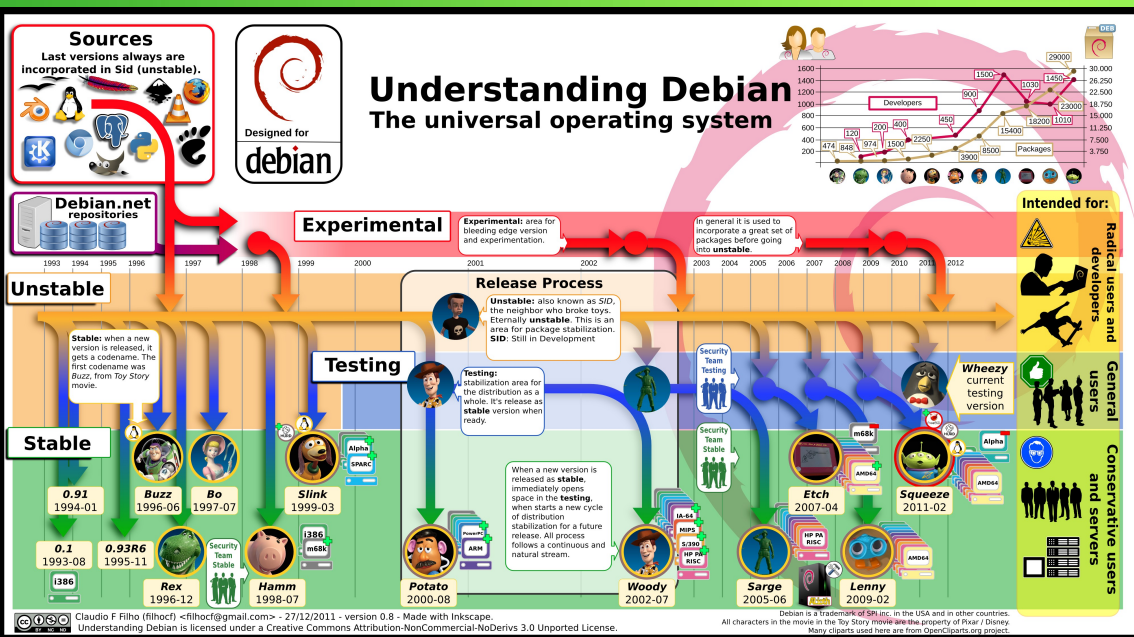 Sources
Last versions always are
incorporated in Sid (unstable).
Designed for
debian
Understanding Debian
The universal operating system
1600
1400
1200
1000
800
600
400
200
Developers
Packages
120
200
400
450
900
1500
1030
1450
1010
474
848
974
1500
2250
3900
8500
15400
18200
23000
29000
DEB
30.000
26.250
22.500
18.750
15.000
11.250
7.500
3.750
Debian.net
repositories
Experimental
Experimental: area for
bleeding edge version
and experimentation.
In general it is used to
incorporate a great set of
packages before going
into unstable.
Intended for:
Radical users and
developers
General
users
Conservative users
and servers
1993 1994 1995 1996 1997 1998 1999 2000 2001 2002 2003 2004 2005 2006 2007 2008 2009 2010 2011 2012
Unstable
Release Process
Unstable: also known as SID,
the neighbor who broke toys.
Eternally unstable. This is an
area for package stabilization.
SID: Still in Development
Stable: when a new
version is released, it
gets a codename. The
first codename was
Buzz, from Toy Story
movie.
Testing
Testing:
stabilization area for
the distribution as a
whole. It's release as
stable version when
ready.
Security
Team
Testing
Wheezy
current
testing
version
Stable
Security
Team
Stable
When a new version is
released as stable,
immediately opens
space in the testing,
when starts a new cycle
of distribution
stabilization for a future
release. All process
follows a continuous and
natural stream.
Alpha
SPARC
m68k
AMD64
Alpha
AMD64
0.91
1994-01
Buzz
1996-06
Bo
1997-07
Slink
1999-03
Etch
2007-04
Squeeze
2011-02
0.1
1993-08
i386
0.93R6
1995-11
Rex
1996-12
Security
Team
Stable
Hamm
1998-07
i386
m68k
Potato
2000-08
PowerPC
ARM
Woody
2002-07
IA-64
MIPS
S/390
HP PA
RISC
Sarge
2005-06
HP PA
RISC
Lenny
2009-02
AMD64
Claudio F Filho (filhocf) <filhocf@gmail.com> - 27/12/2011 - version 0.8 - Made with Inkscape.
Understanding Debian is licensed under a Creative Commons Attribution-NonCommercial-NoDerivs 3.0 Unported License.
cc
BY NC ND
Debian is a trademark of SPI inc. in the USA and in other countries.
All characters in the movie in the Toy Story movie are the property of Pixar / Disney.
Many cliparts used here are from OpenCliparts.org project.